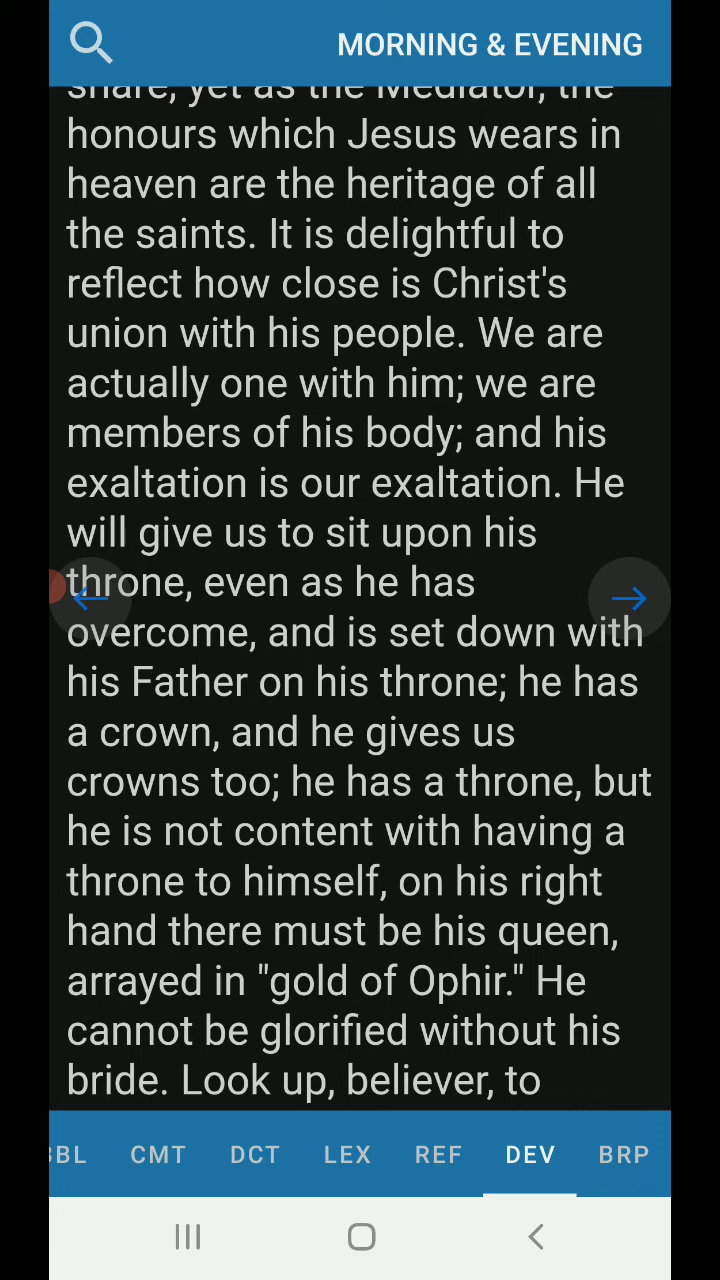 MORNING & EVENING
share, yet as the Mediator, the
honours which Jesus wears in
heaven are the heritage of all
the saints. It is delightful to
reflect how close is Christ's
union with his people. We are
actually one with him; we are
members of his body; and his
exaltation is our exaltation. He
will give us to sit upon his
throne, even as he has
overcome, and is set down with
his Father on his throne; he has
a crown, and he gives us
crowns too; he has a throne, but
he is not content with having a
throne to himself, on his right
hand there must be his queen,
arrayed in "gold of Ophir." He
cannot be glorified without his
bride. Look up, believer, to
BBL CMT DCT LEX REF DEV BRP